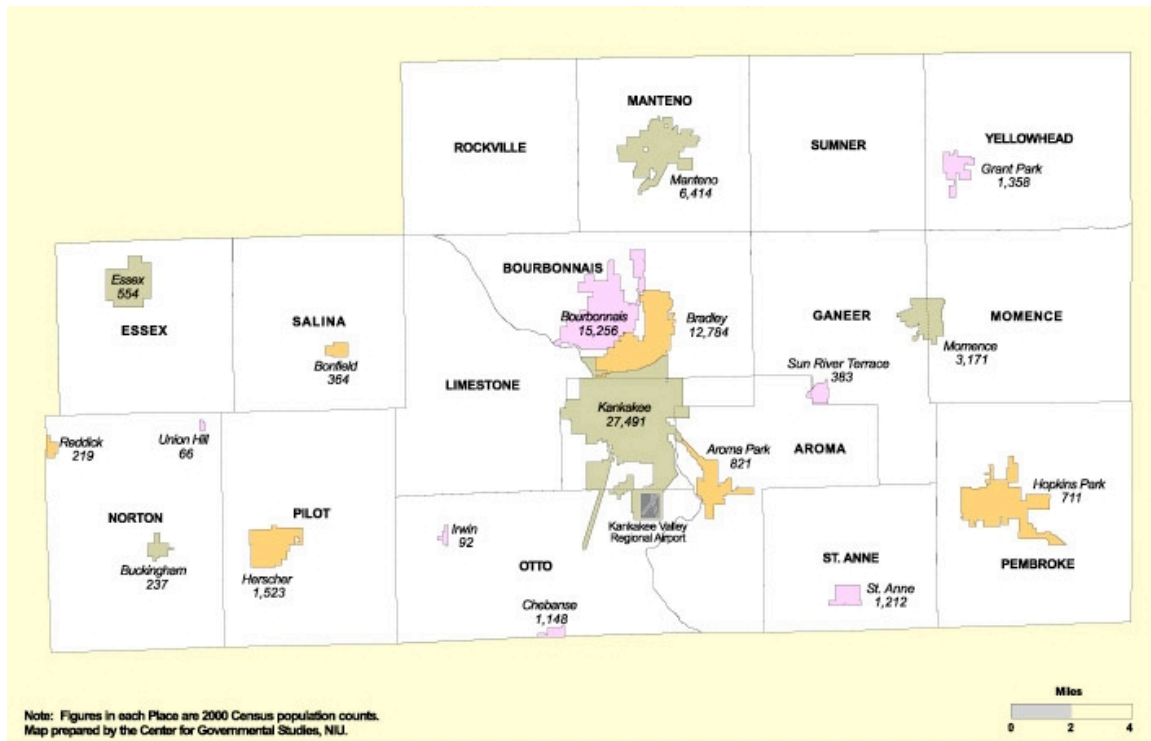 MANTENO
ROCKVILLE
SUMNER
YELLOWHEAD
Grant Park
1,358
Manteno
6,414
Essex
554
ESSEX
SALINA
Bonfield
364
BOURBONNAIS
Bourbonnais
15,256
Bradley
12,784
GANEER
MOMENCE
Momence
3,171
Sun River Terrace
383
LIMESTONE
Kankakee
27,491
Reddick
219
Union Hill
66
Aroma Park
821
AROMA
Hopkins Park
711
NORTON
PILOT
Buckingham
237
Herscher
1,523
Irwin
92
Kankakee Valley
Regional Airport
OTTO
ST. ANNE
PEMBROKE
St. Anne
1,212
Chebanse
1,148
Miles
0 2 4
Note: Figures in each Place are 2000 Census population counts.
Map prepared by the Center for Governmental Studies, NIU.